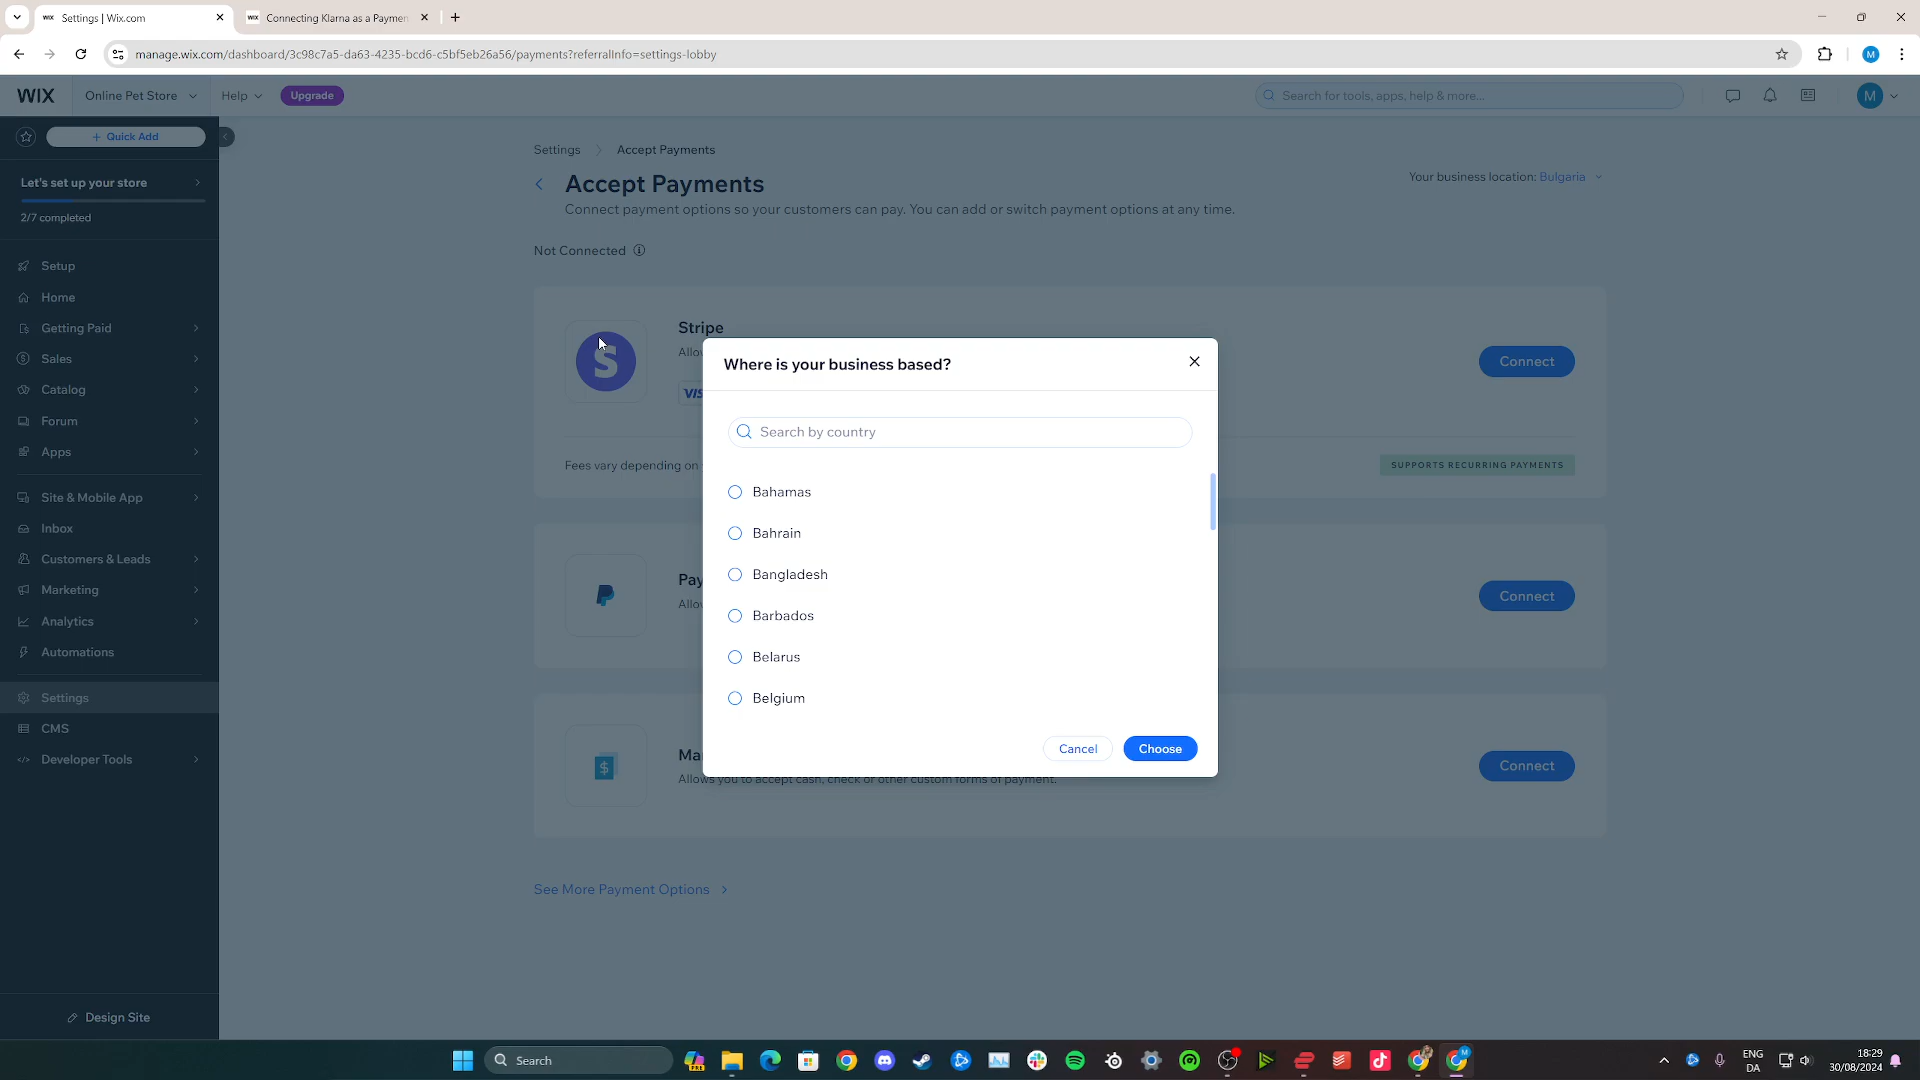 Settings | Wix.com
Connecting Klarna as a Paymen
manage.wix.com/dashboard/3c98c7a5-da63-4235-bcd6-c5bf5eb26a56/payments?referralInfo=settings-lobby
M
WIX
Online Pet Store
Help
Upgrade
Search for tools, apps, help & more...
M
+ Quick Add
Let's set up your store
2/7 completed
Setup
Home
Getting Paid
Sales
Catalog
Forum
Apps
Site & Mobile App
Inbox
Customers & Leads
Marketing
Analytics
Automations
Settings
CMS
Developer Tools
Design Site
Settings > Accept Payments
Accept Payments
Your business location: Bulgaria
Connect payment options so your customers can pay. You can add or switch payment options at any time.
Not Connected
Stripe
Connect
Fees vary depending on
SUPPORTS RECURRING PAYMENTS
Connect
Allows you to accept cash, check or other custom forms of payment.
Connect
See More Payment Options
Where is your business based?
Search by country
Bahamas
Bahrain
Bangladesh
Barbados
Belarus
Belgium
Cancel
Choose
Search
ENG
DA
18:29
30/08/2024